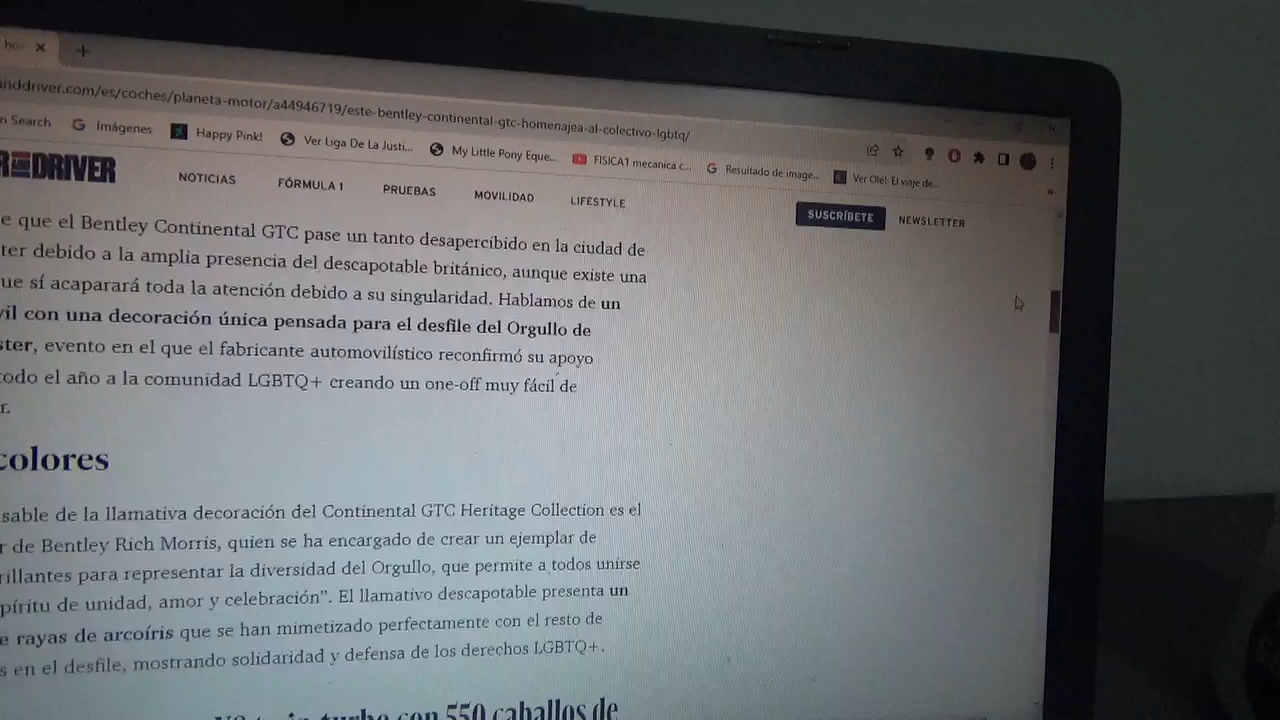 ho
nddriver.com/es/coches/planeta-motor/a44946719/este-bentley-continental-gtc-homenajea-al-colectivo-lgbtq/
n Search Imágenes Happy Pink! Ver Liga De La Justi... My Little Pony Eque... FISICA1 mecanica c... Resultado de image... Ver Olé!: El viaje de...
R AND DRIVER NOTICIAS FÓRMULA 1 PRUEBAS MOVILIDAD LIFESTYLE SUSCRÍBETE NEWSLETTER
e que el Bentley Continental GTC pase un tanto desapercibido en la ciudad de
ter debido a la amplia presencia del descapotable británico, aunque existe una
ue sí acaparará toda la atención debido a su singularidad. Hablamos de un
vil con una decoración única pensada para el desfile del Orgullo de
ster, evento en el que el fabricante automovilístico reconfirmó su apoyo
todo el año a la comunidad LGBTQ+ creando un one-off muy fácil de
r.
colores
sable de la llamativa decoración del Continental GTC Heritage Collection es el
r de Bentley Rich Morris, quien se ha encargado de crear un ejemplar de
rillantes para representar la diversidad del Orgullo, que permite a todos unirse
píritu de unidad, amor y celebración”. El llamativo descapotable presenta un
e rayas de arcoíris que se han mimetizado perfectamente con el resto de
s en el desfile, mostrando solidaridad y defensa de los derechos LGBTQ+.
turbo con 550 caballos de